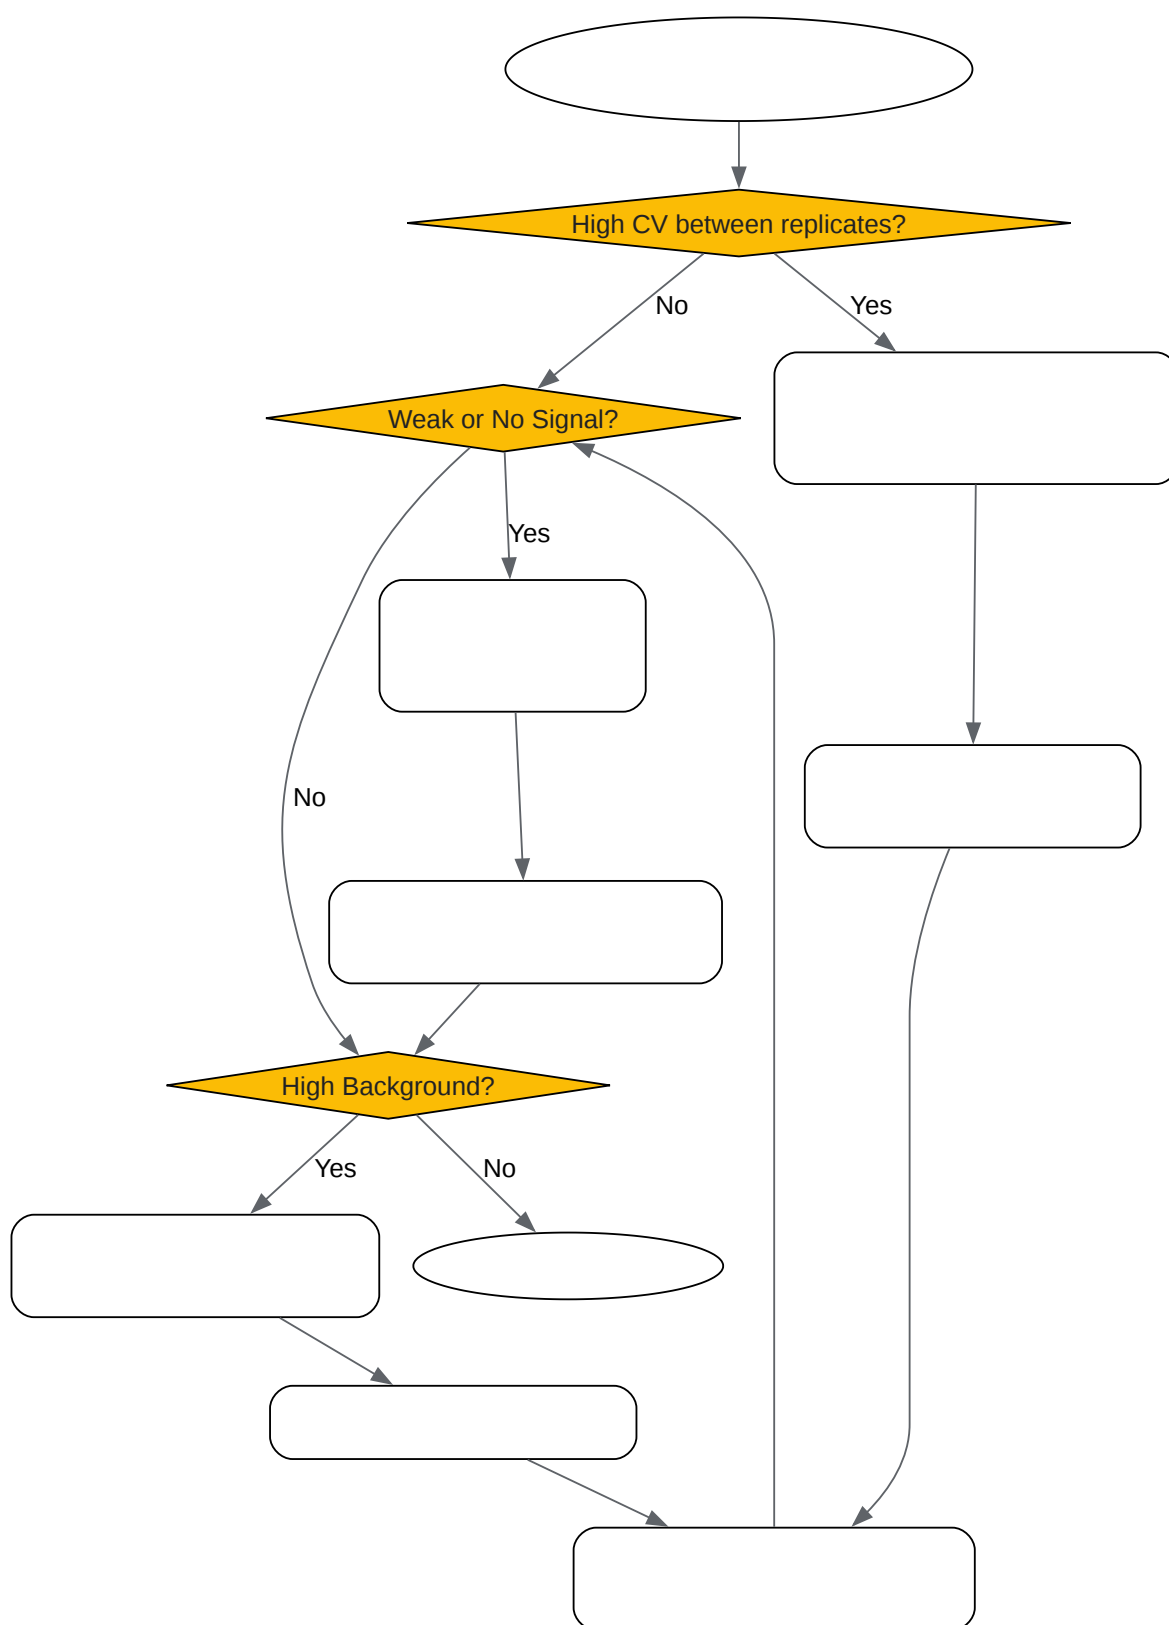 High CV between replicates?
No
Yes
Weak or No Signal?
Yes
No
High Background?
Yes
No